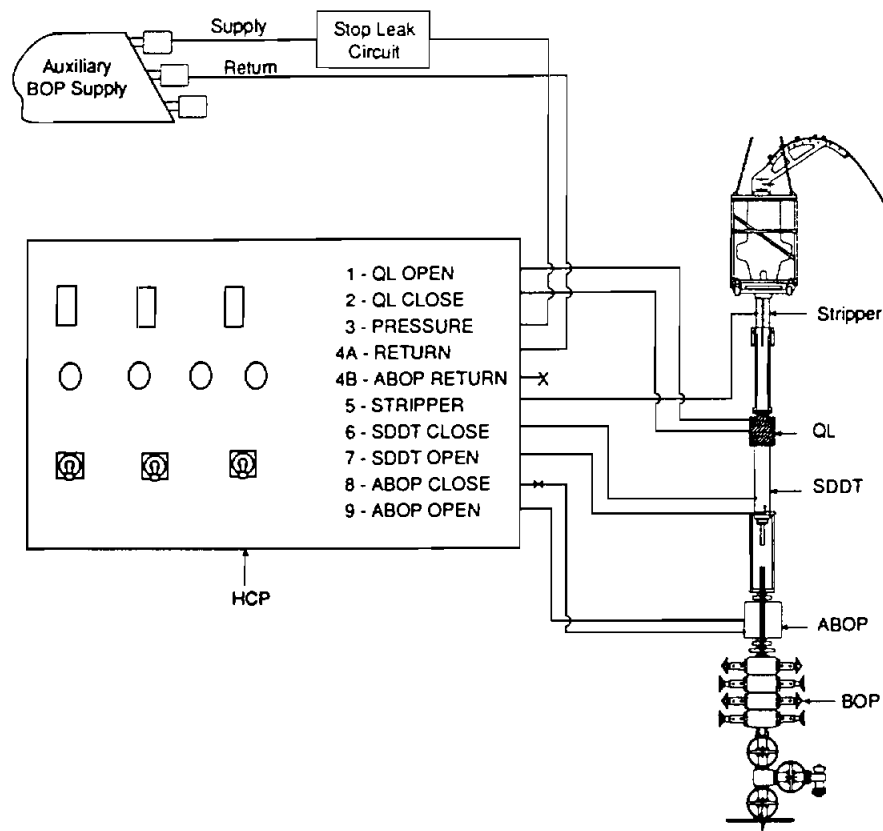 Supply
Stop Leak
Circuit
Auxiliary
BOP Supply
Return
1 - QL OPEN
2 - QL CLOSE
3 - PRESSURE
4A - RETURN
4B - ABOP RETURN
5 - STRIPPER
6 - SDDT CLOSE
7 - SDDT OPEN
8 - ABOP CLOSE
9 - ABOP OPEN
Stripper
QL
SDDT
HCP
ABOP
BOP